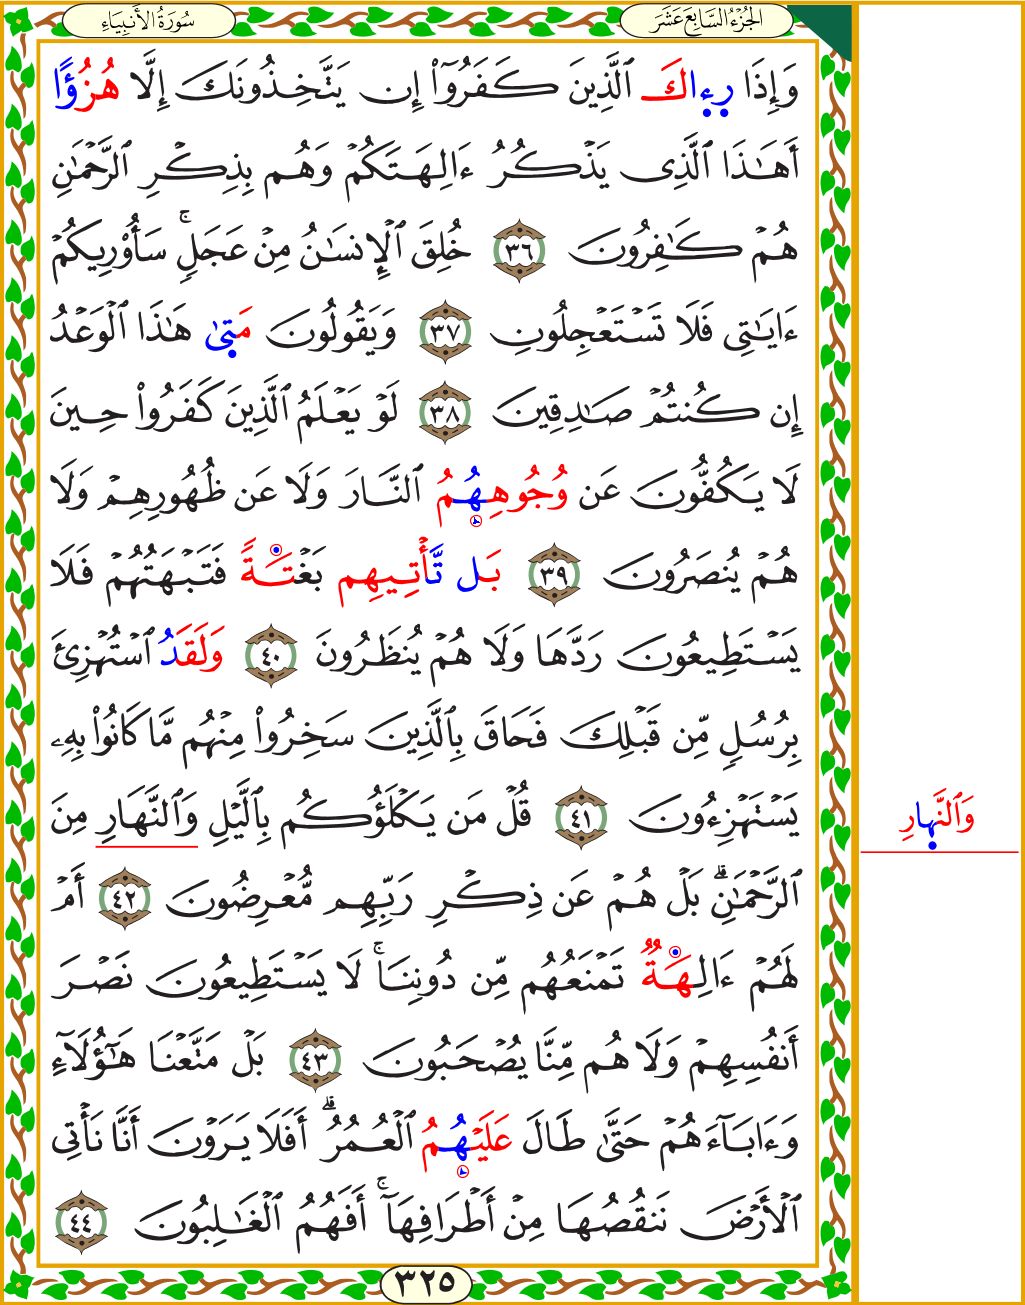 سُورَةُ الأَنبِيَاءِ
الجُزْءُ السَّابِعَ عَشَرَ
وَإِذَا رِءاكَ ٱلَّذِينَ كَفَرُوٓاْ إِن يَتَّخِذُونَكَ إِلَّا هُزُؤًا
أَهَٰذَا ٱلَّذِى يَذْكُرُ ءَالِهَتَكُمْ وَهُم بِذِكْرِ ٱلرَّحْمَٰنِ
هُمْ كَٰفِرُونَ ٣٦ خُلِقَ ٱلْإِنسَٰنُ مِنْ عَجَلٍۚ سَأُوْرِيكُمْ
ءَايَٰتِى فَلَا تَسْتَعْجِلُونِ ٣٧ وَيَقُولُونَ مَتِىٰ هَٰذَا ٱلْوَعْدُ
إِن كُنتُمْ صَٰدِقِينَ ٣٨ لَوْ يَعْلَمُ ٱلَّذِينَ كَفَرُواْ حِينَ
لَا يَكُفُّونَ عَن وُجُوهِهُمُ ٱلنَّارَ وَلَا عَن ظُهُورِهِمْ وَلَا
هُمْ يُنصَرُونَ ٣٩ بَل تَّأْتِيهِم بَغْتَةً فَتَبْهَتُهُمْ فَلَا
يَسْتَطِيعُونَ رَدَّهَا وَلَا هُمْ يُنظَرُونَ ٤٠ وَلَقَدُ ٱسْتُهْزِئَ
بِرُسُلٍ مِّن قَبْلِكَ فَحَاقَ بِٱلَّذِينَ سَخِرُواْ مِنْهُم مَّا كَانُواْ بِهِۦ
يَسْتَهْزِءُونَ ٤١ قُلْ مَن يَكْلَؤُكُم بِٱلَّيْلِ وَٱلنَّهَارِ مِنَ
وَٱلنَّهِارِ
ٱلرَّحْمَٰنِۗ بَلْ هُمْ عَن ذِكْرِ رَبِّهِم مُّعْرِضُونَ ٤٢ أَمْ
لَهُمْ ءَالِهَةٌ تَمْنَعُهُم مِّن دُونِنَاۚ لَا يَسْتَطِيعُونَ نَصْرَ
أَنفُسِهِمْ وَلَا هُم مِّنَّا يُصْحَبُونَ ٤٣ بَلْ مَتَّعْنَا هَٰٓؤُلَآءِ
وَءَابَآءَهُمْ حَتَّىٰ طَالَ عَلَيْهُمُ ٱلْعُمُرُۗ أَفَلَا يَرَوْنَ أَنَّا نَأْتِى
ٱلْأَرْضَ نَنقُصُهَا مِنْ أَطْرَافِهَآۚ أَفَهُمُ ٱلْغَٰلِبُونَ ٤٤
٣٢٥